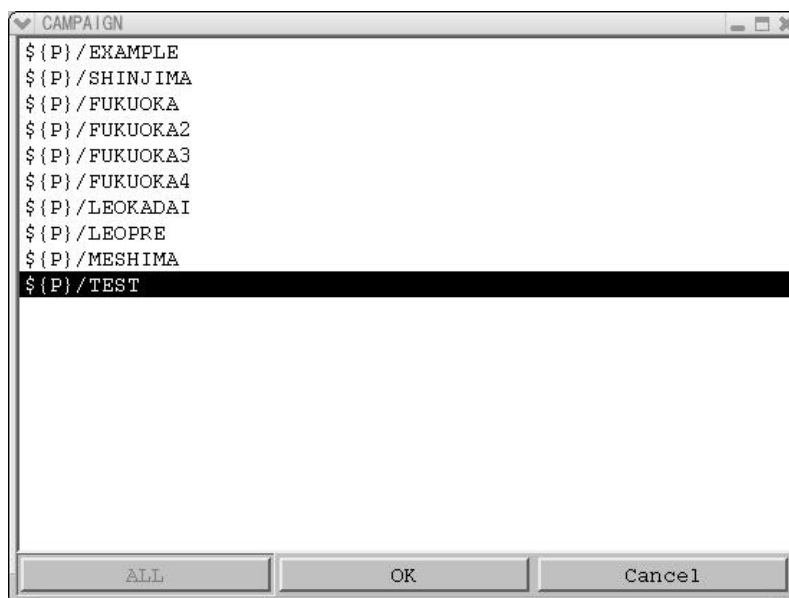 CAMPAIGN
${P}/EXAMPLE
${P}/SHINJIMA
${P}/FUKUOKA
${P}/FUKUOKA2
${P}/FUKUOKA3
${P}/FUKUOKA4
${P}/LEOKADAI
${P}/LEOPRE
${P}/MESHIMA
${P}/TEST
ALL OK Cancel